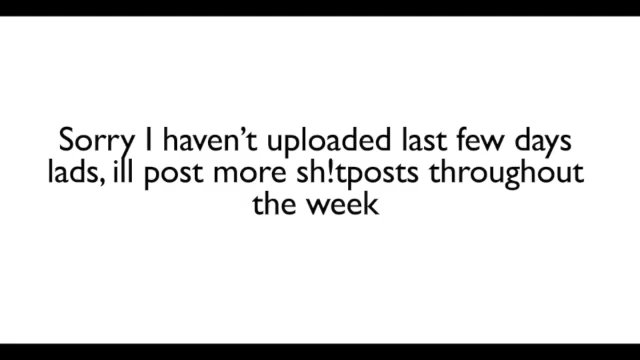 Sorry I haven't uploaded last few days
lads, ill post more sh!tposts throughout
the week